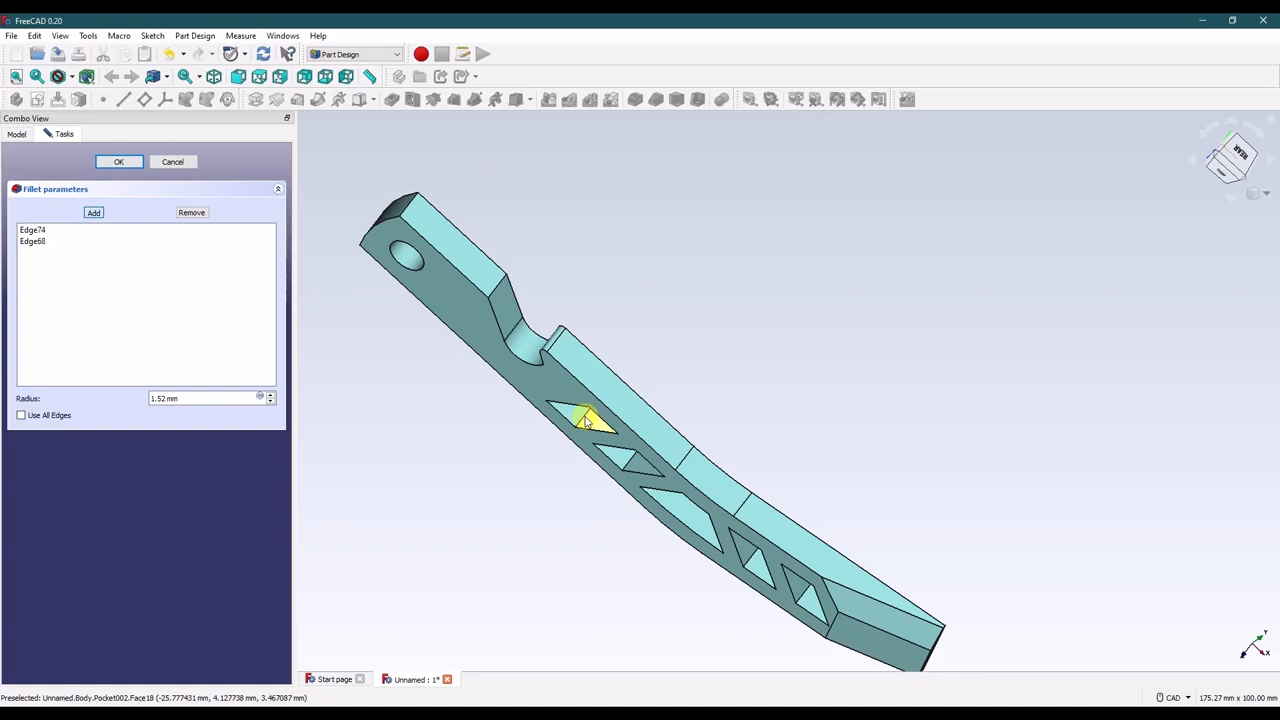 FreeCAD 0.20
File Edit View Tools Macro Sketch Part Design Measure Windows Help
Part Design
Combo View
Model Tasks
OK Cancel
Fillet parameters
Add Remove
Edge74
Edge68
Radius: 1.52 mm
Use All Edges
REAR
Y
Z X
Start page Unnamed : 1*
Preselected: Unnamed.Body.Pocket002.Face18 (-25.777431 mm, 4.127738 mm, 3.467087 mm) CAD 175.27 mm x 100.00 mm